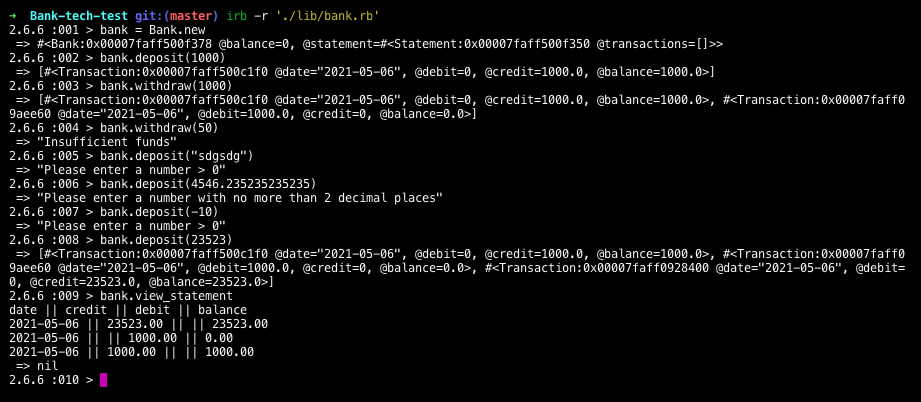 ➜  Bank-tech-test git:(master) irb -r './lib/bank.rb'
2.6.6 :001 > bank = Bank.new
 => #<Bank:0x00007faff500f378 @balance=0, @statement=#<Statement:0x00007faff500f350 @transactions=[]>>
2.6.6 :002 > bank.deposit(1000)
 => [#<Transaction:0x00007faff500c1f0 @date="2021-05-06", @debit=0, @credit=1000.0, @balance=1000.0>]
2.6.6 :003 > bank.withdraw(1000)
 => [#<Transaction:0x00007faff500c1f0 @date="2021-05-06", @debit=0, @credit=1000.0, @balance=1000.0>, #<Transaction:0x00007faff0
9aee60 @date="2021-05-06", @debit=1000.0, @credit=0, @balance=0.0>]
2.6.6 :004 > bank.withdraw(50)
 => "Insufficient funds"
2.6.6 :005 > bank.deposit("sdgsdg")
 => "Please enter a number > 0"
2.6.6 :006 > bank.deposit(4546.235235235235)
 => "Please enter a number with no more than 2 decimal places"
2.6.6 :007 > bank.deposit(-10)
 => "Please enter a number > 0"
2.6.6 :008 > bank.deposit(23523)
 => [#<Transaction:0x00007faff500c1f0 @date="2021-05-06", @debit=0, @credit=1000.0, @balance=1000.0>, #<Transaction:0x00007faff0
9aee60 @date="2021-05-06", @debit=1000.0, @credit=0, @balance=0.0>, #<Transaction:0x00007faff0928400 @date="2021-05-06", @debit=
0, @credit=23523.0, @balance=23523.0>]
2.6.6 :009 > bank.view_statement
date || credit || debit || balance
2021-05-06 || 23523.00 || || 23523.00
2021-05-06 || || 1000.00 || 0.00
2021-05-06 || 1000.00 || || 1000.00
 => nil
2.6.6 :010 >